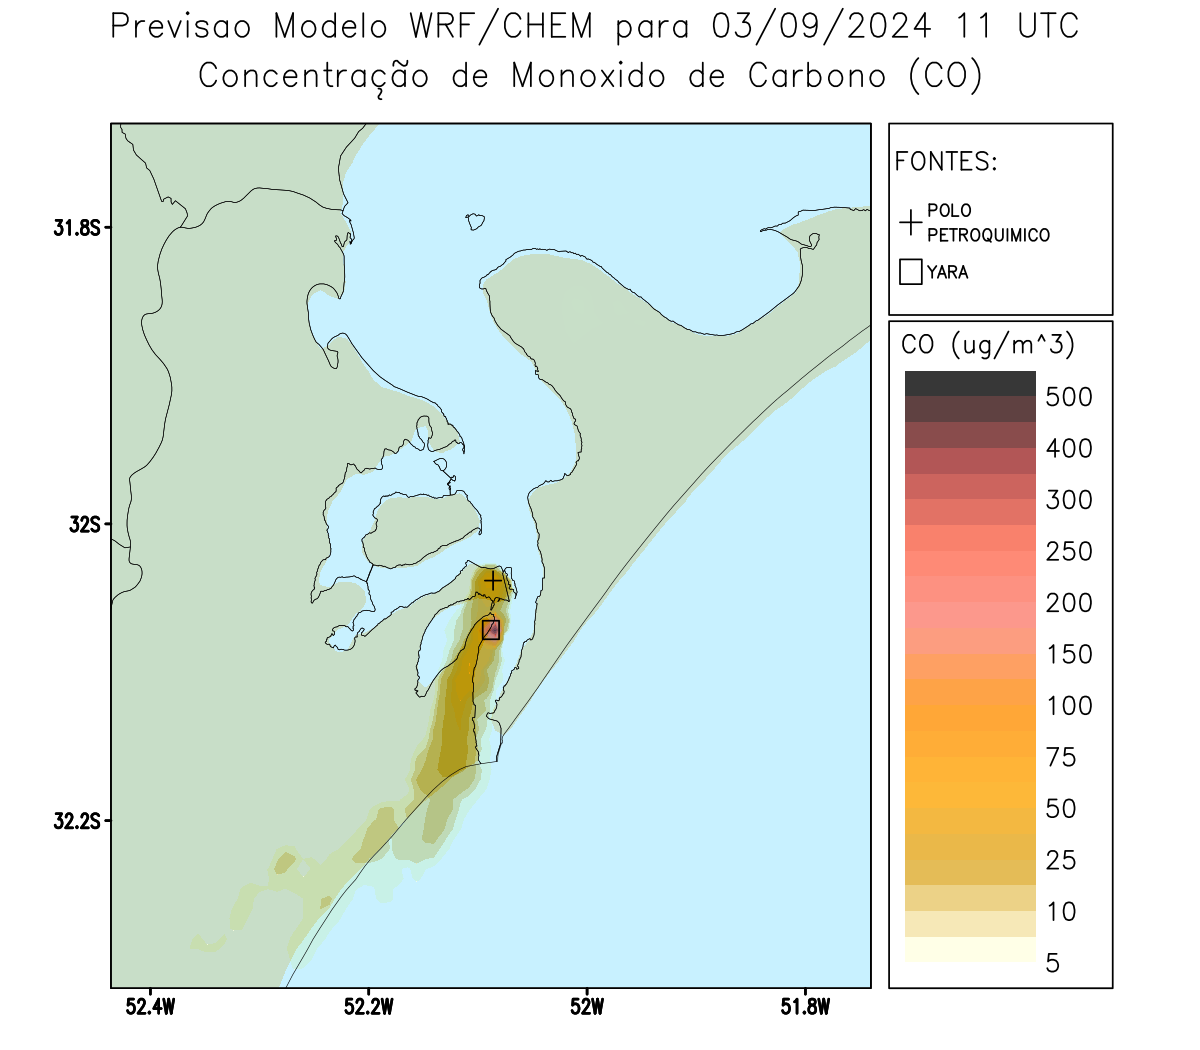 Previsao Modelo WRF/CHEM para 03/09/2024 11 UTC
Concentração de Monoxido de Carbono (CO)
FONTES:
POLO
PETROQUIMICO
YARA
CO (ug/m^3)
500
400
300
250
200
150
100
75
50
25
10
5
31.8S
32S
32.2S
52.4W
52.2W
52W
51.8W